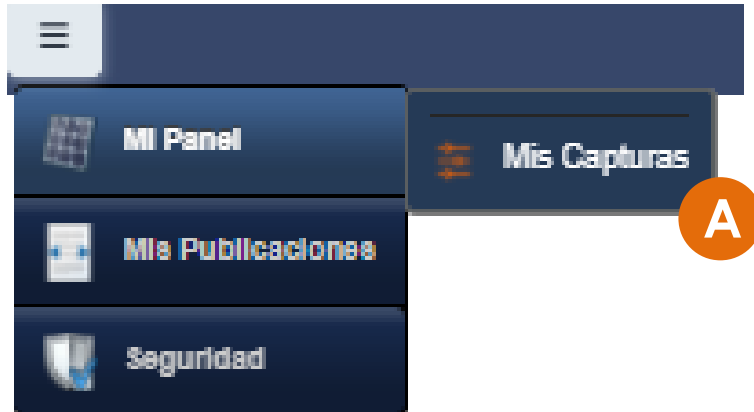 Mi Panel
Mis Capturas
A
Mis Publicaciones
Seguridad